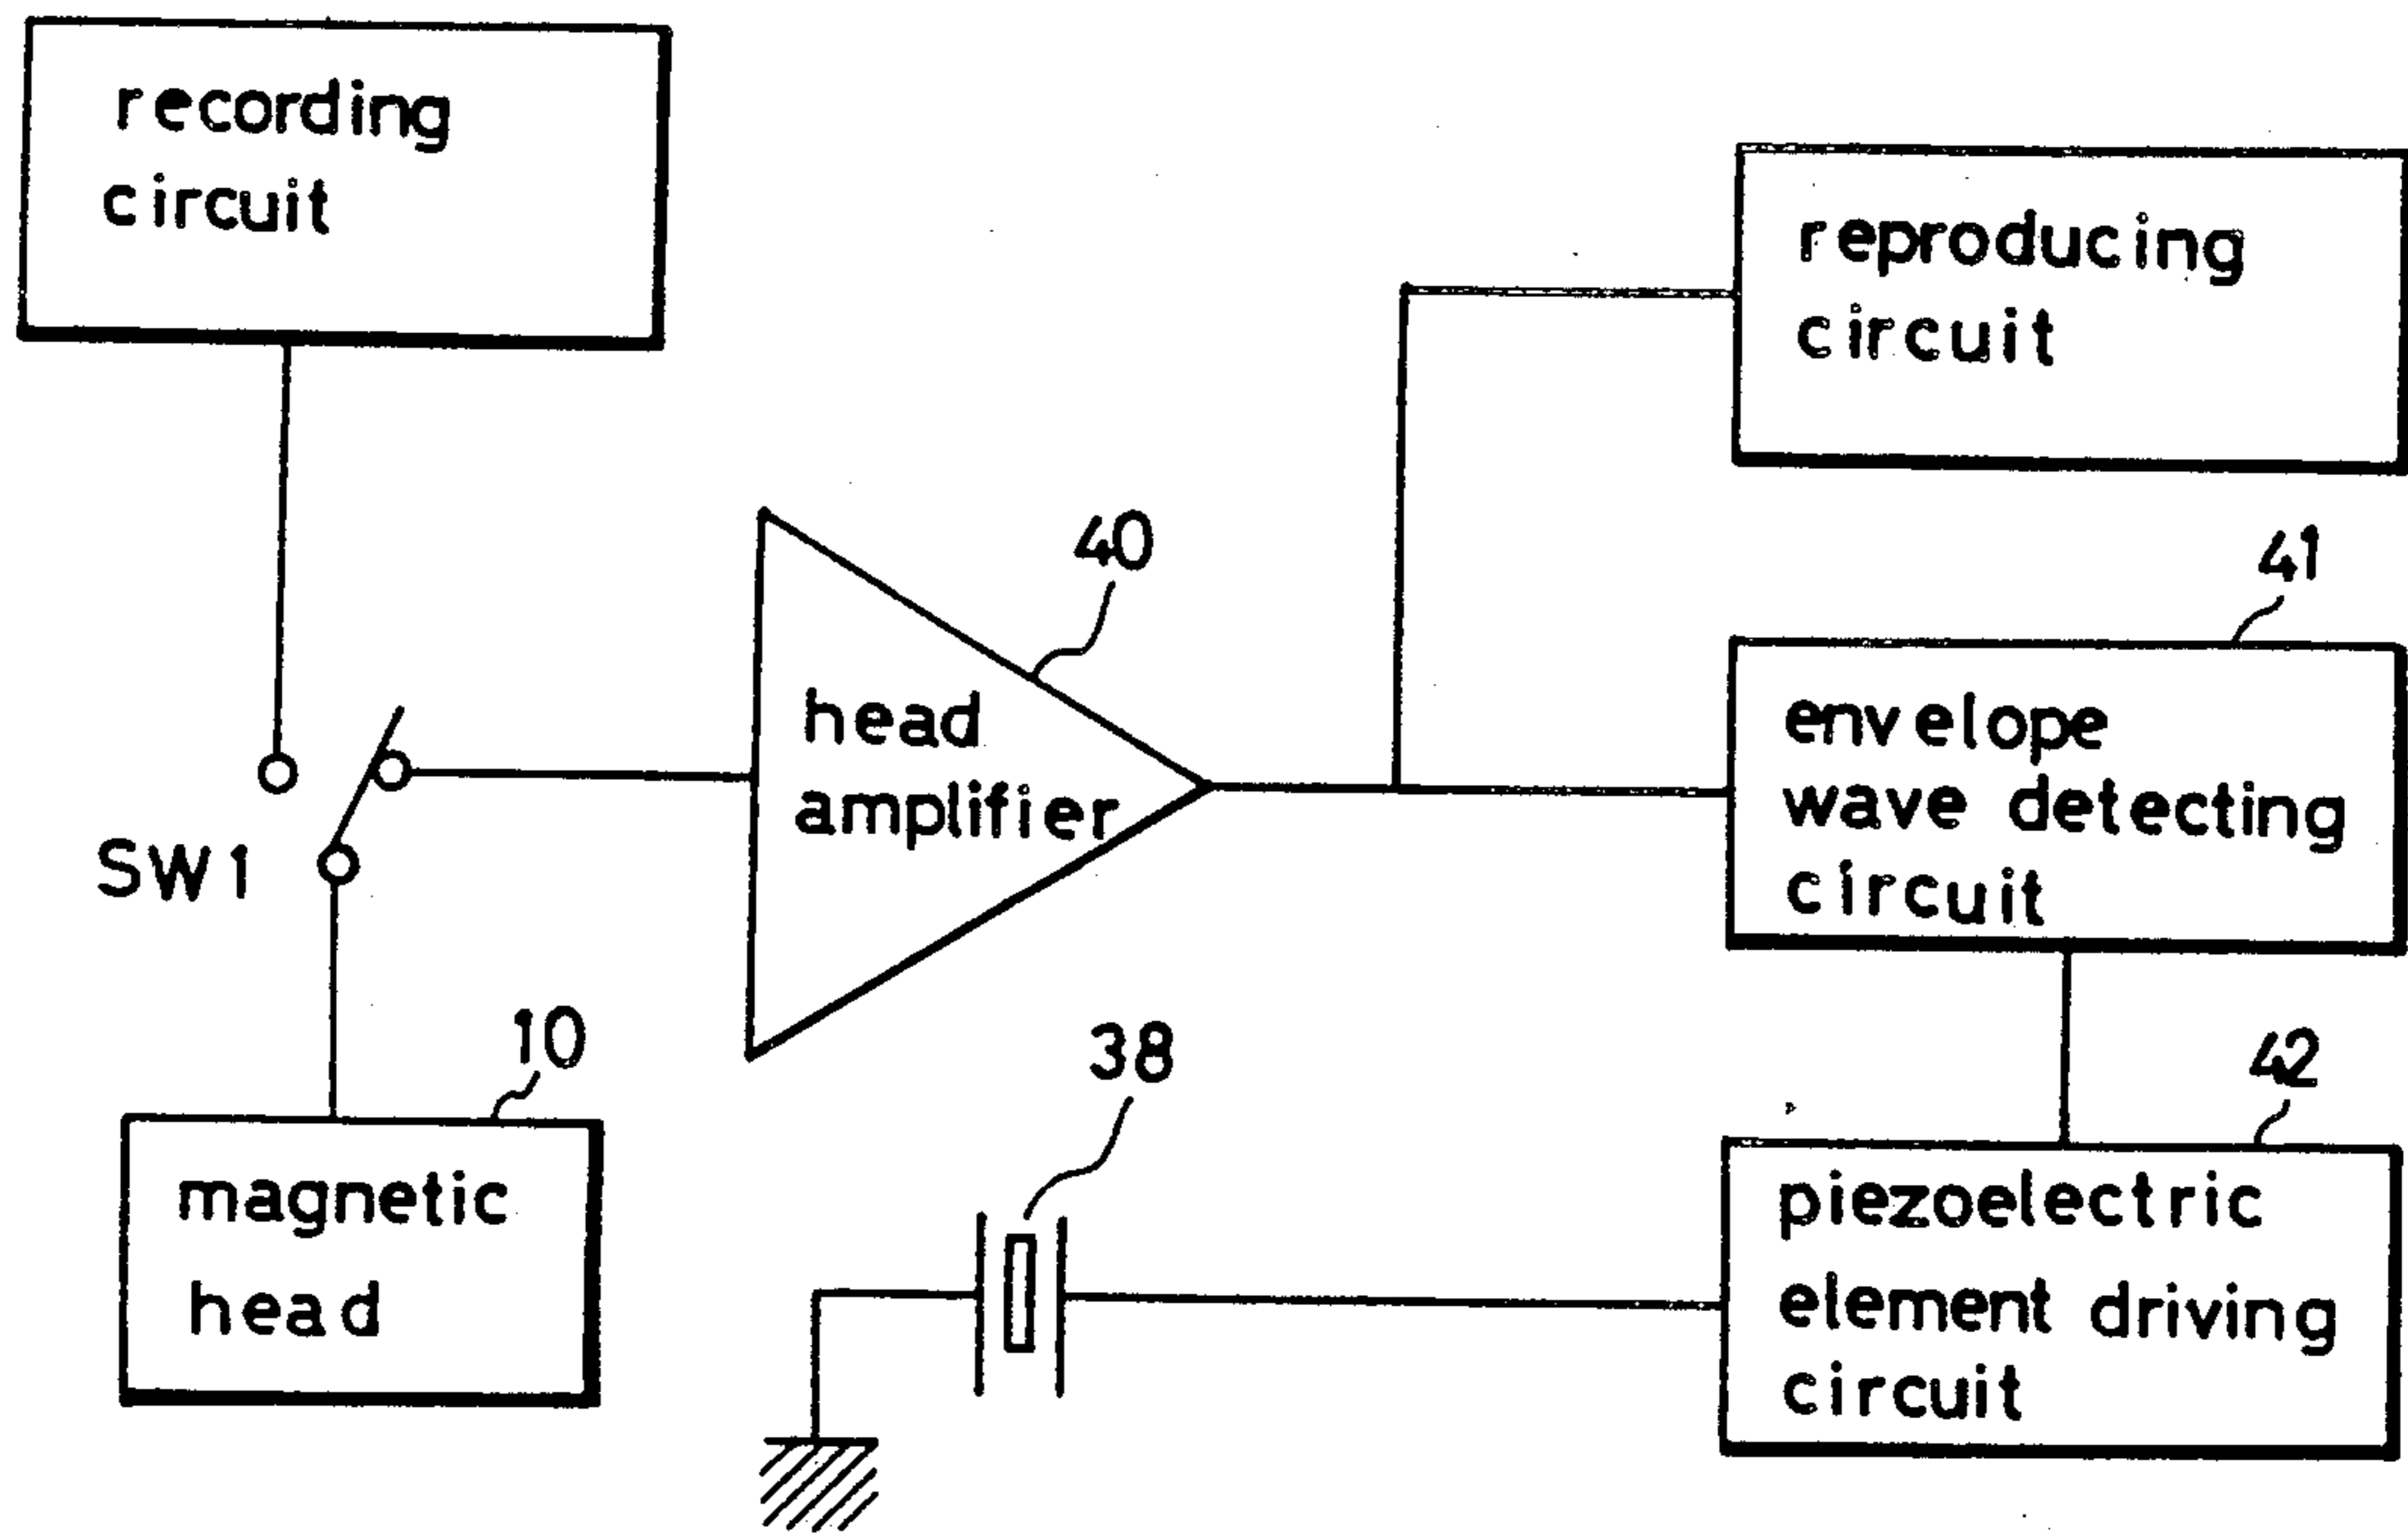 recording
circuit
reproducing
circuit
40
41
head
amplifier
envelope
wave detecting
circuit
SW1
10
38
42
magnetic
head
piezoelectric
element driving
circuit